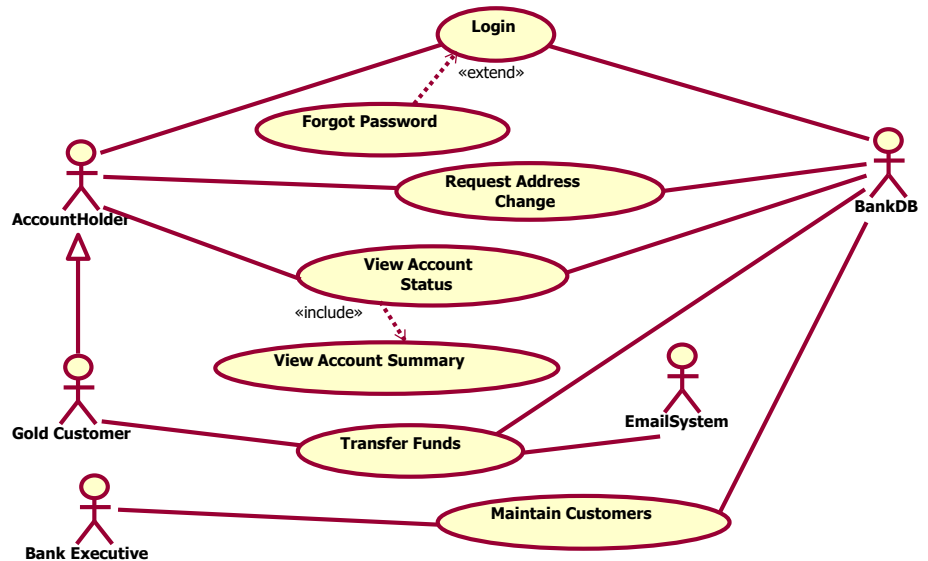 Login
«extend»
Forgot Password
Request Address
Change
AccountHolder
BankDB
View Account
Status
«include»
View Account Summary
EmailSystem
Gold Customer
Transfer Funds
Maintain Customers
Bank Executive